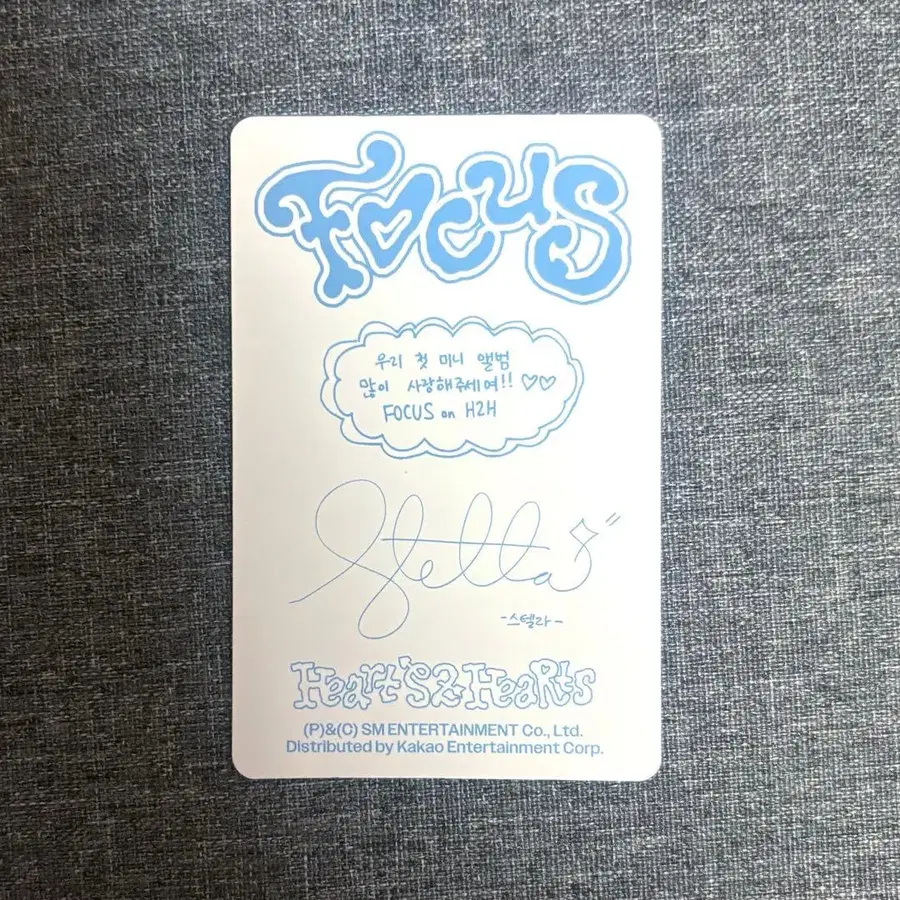 FOCUS
우리 첫 미니 앨범
많이 사랑해주세여!! ♡♡
FOCUS on H2H
Stella
-스텔라-
Hearts2Hearts
(P)&(C) SM ENTERTAINMENT Co., Ltd.
Distributed by Kakao Entertainment Corp.